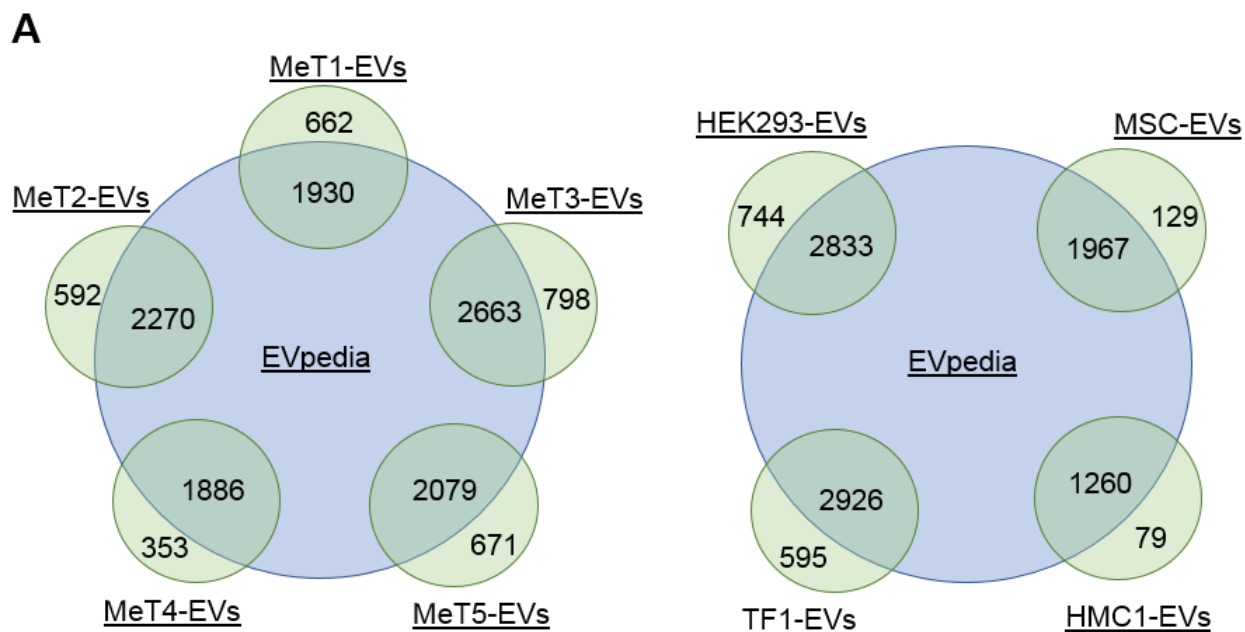 A
MeT1-EVs
662
1930
MeT2-EVs
592
2270
MeT3-EVs
2663
798
EVpedia
1886
353
MeT4-EVs
2079
671
MeT5-EVs
HEK293-EVs
744
2833
MSC-EVs
129
1967
EVpedia
2926
595
TF1-EVs
1260
79
HMC1-EVs